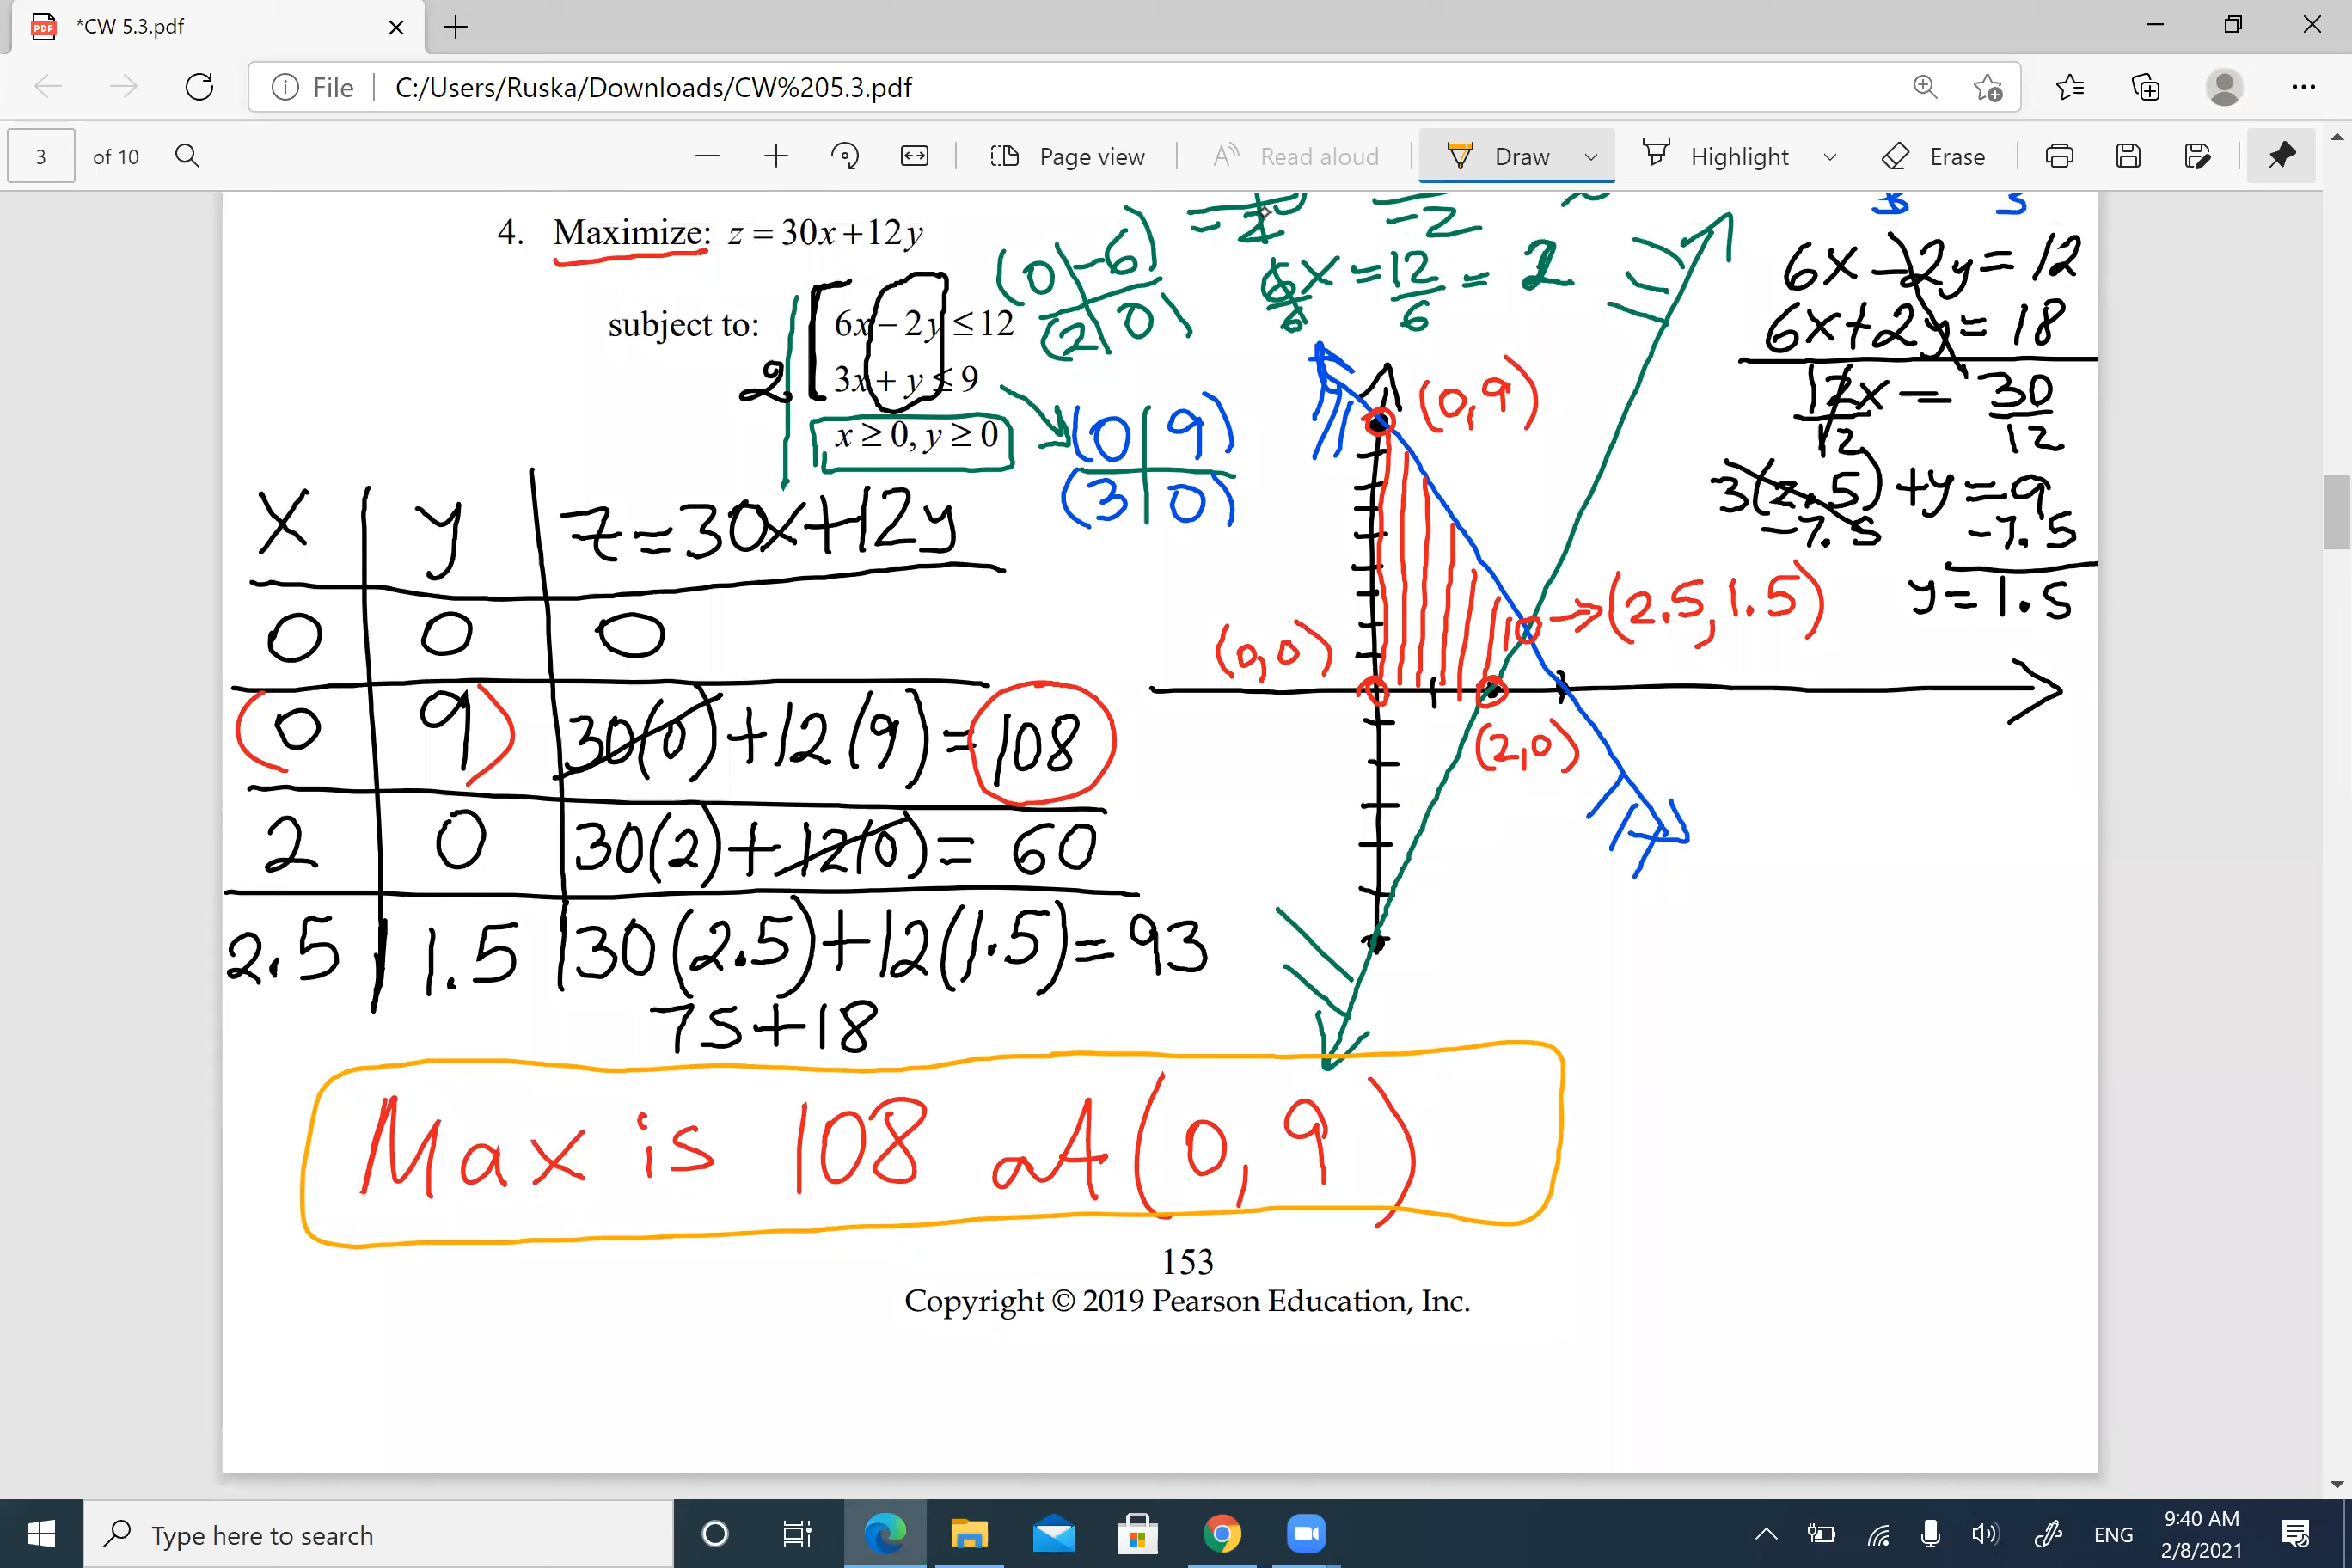 *CW 5.3.pdf
File C:/Users/Ruska/Downloads/CW%205.3.pdf
3 of 10 Page view Read aloud Draw Highlight Erase
4. Maximize: z = 30x + 12y
subject to:
2
6x − 2y ≤ 12
3x + y ≤ 9
x ≥ 0, y ≥ 0
(0 | −6)
(2 | 0)
−2
6x = 12 = 2
6 6
(0 | 9)
(3 | 0)
6x − 2y = 12
6x + 2y = 18
12x = 30
12 12
3(2.5) + y = 9
−7.5 −7.5
y = 1.5
(0,9)
(2.5, 1.5)
(0,0)
(2,0)
x y z = 30x + 12y
0 0 0
(0 9) 30(0) + 12(9) = 108
2 0 30(2) + 12(0) = 60
2.5 1.5 30(2.5) + 12(1.5) = 93
75 + 18
Max is 108 at (0, 9)
153
Copyright © 2019 Pearson Education, Inc.
Type here to search
ENG
9:40 AM
2/8/2021